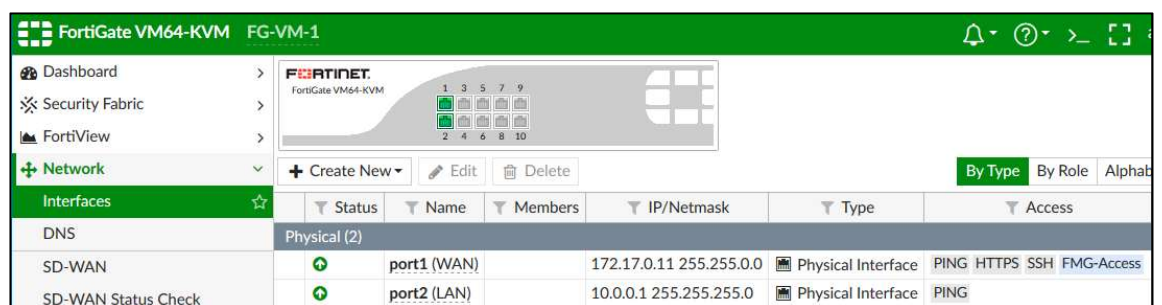 FortiGate VM64-KVM FG-VM-1
Dashboard
Security Fabric
FortiView
Network
Interfaces
DNS
SD-WAN
SD-WAN Status Check
FORTINET.
FortiGate VM64-KVM
1 3 5 7 9
2 4 6 8 10
+ Create New Edit Delete By Type By Role Alphab
Status Name Members IP/Netmask Type Access
Physical (2)
port1 (WAN) 172.17.0.11 255.255.0.0 Physical Interface PING HTTPS SSH FMG-Access
port2 (LAN) 10.0.0.1 255.255.255.0 Physical Interface PING